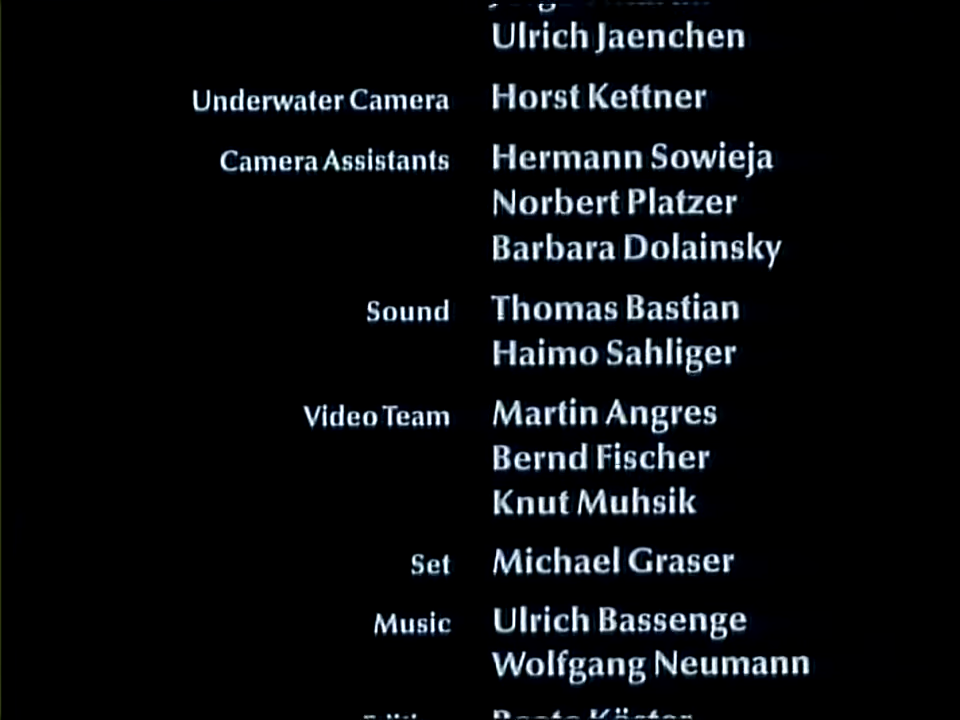 Ulrich Jaenchen
Underwater Camera Horst Kettner
Camera Assistants Hermann Sowieja
Norbert Platzer
Barbara Dolainsky
Sound Thomas Bastian
Haimo Sahliger
Video Team Martin Angres
Bernd Fischer
Knut Muhsik
Set Michael Graser
Music Ulrich Bassenge
Wolfgang Neumann